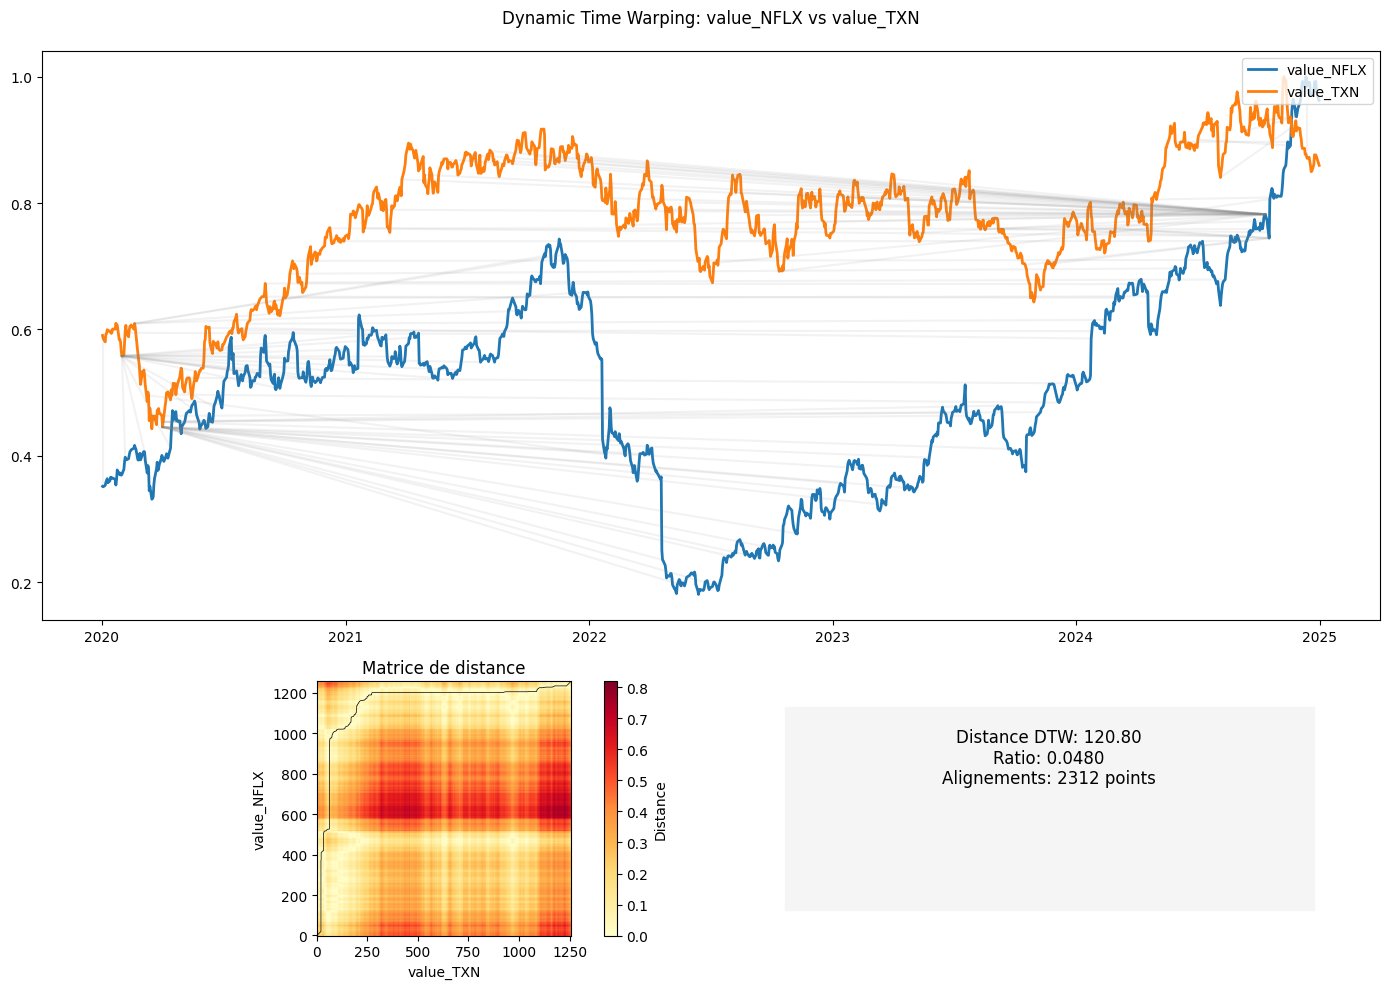 Dynamic Time Warping: value_NFLX vs value_TXN
value_NFLX
value_TXN
1.0
0.8
0.6
0.4
0.2
2020 2021 2022 2023 2024 2025
Matrice de distance
value_NFLX
1200
1000
800
600
400
200
0
0 250 500 750 1000 1250
value_TXN
0.8
0.7
0.6
0.5
0.4
0.3
0.2
0.1
0.0
Distance
Distance DTW: 120.80
Ratio: 0.0480
Alignements: 2312 points